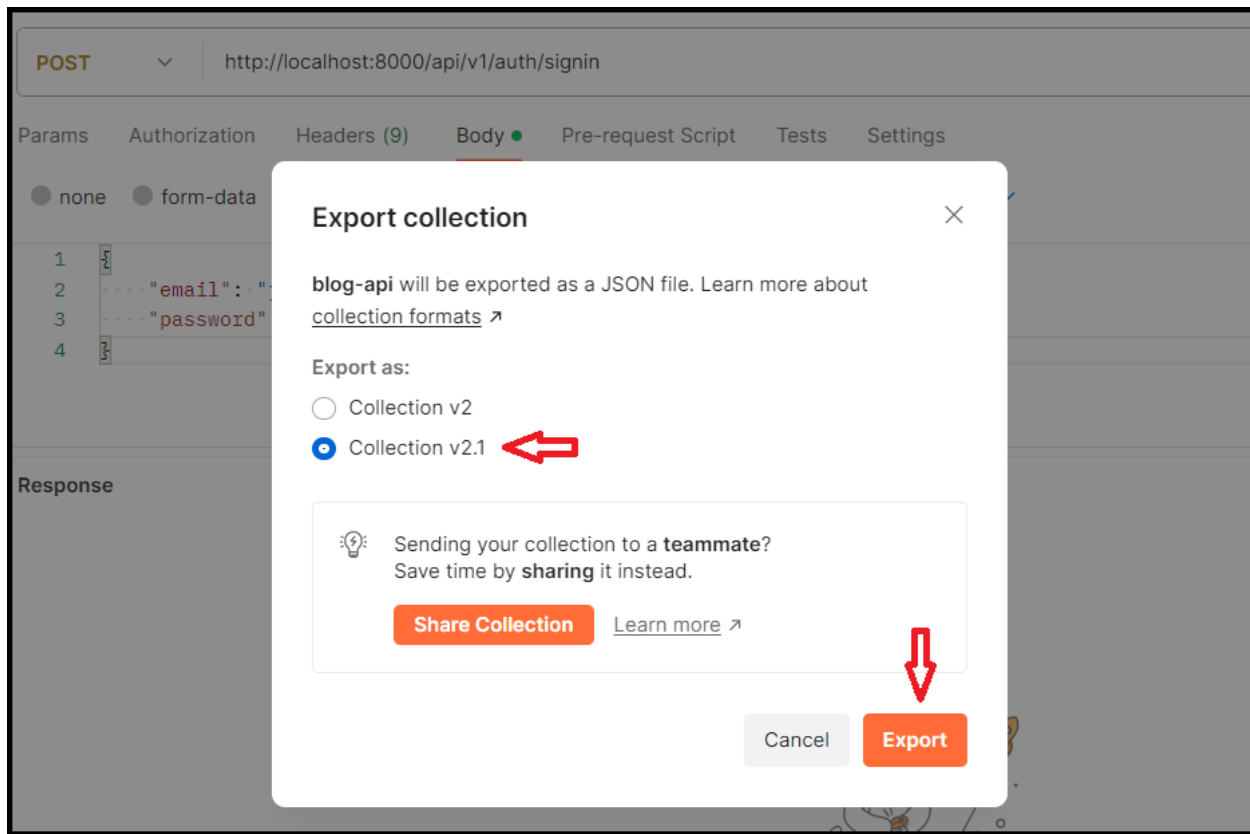 POST http://localhost:8000/api/v1/auth/signin
Params Authorization Headers (9) Body Pre-request Script Tests Settings
none form-data
1 {
2 "email": "
3 "password"
4 }
Response
Export collection
blog-api will be exported as a JSON file. Learn more about
collection formats ↗
Export as:
Collection v2
Collection v2.1
Sending your collection to a teammate?
Save time by sharing it instead.
Share Collection Learn more ↗
Cancel Export